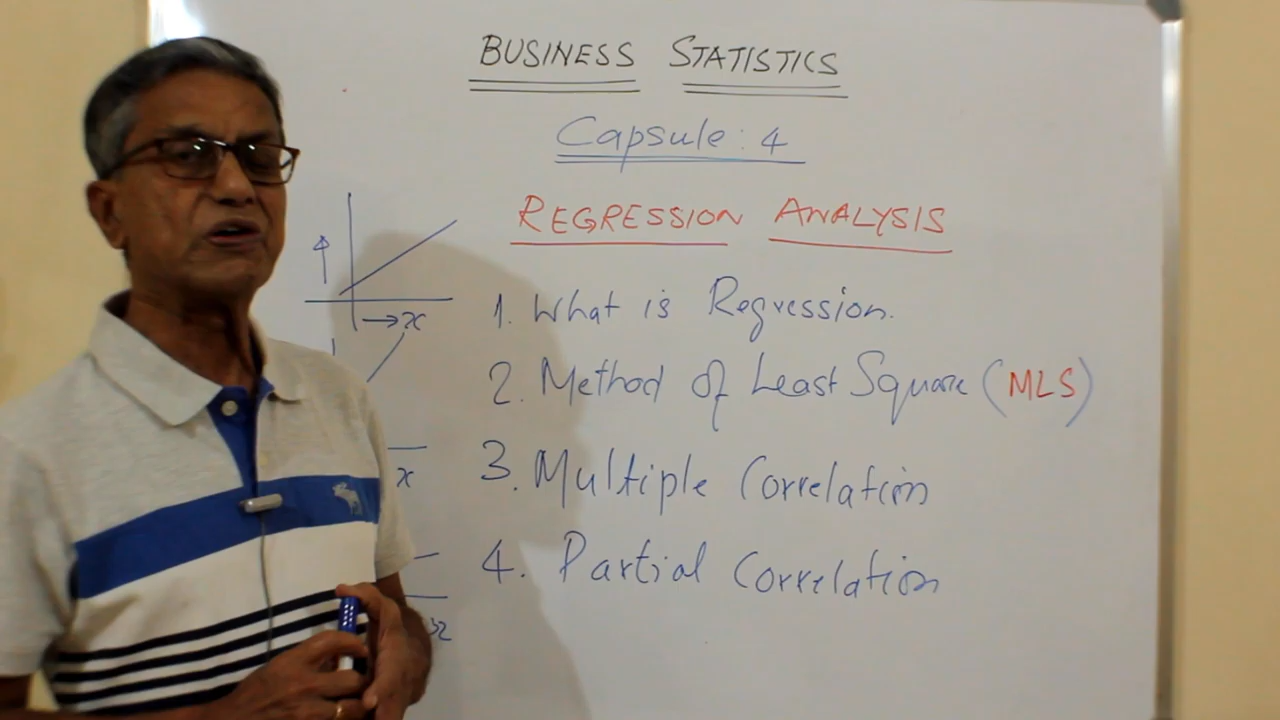 BUSINESS STATISTICS
Capsule: 4
REGRESSION ANALYSIS
1. What is Regression.
2. Method of Least Square (MLS)
3. Multiple Correlation
4. Partial Correlation
x
x